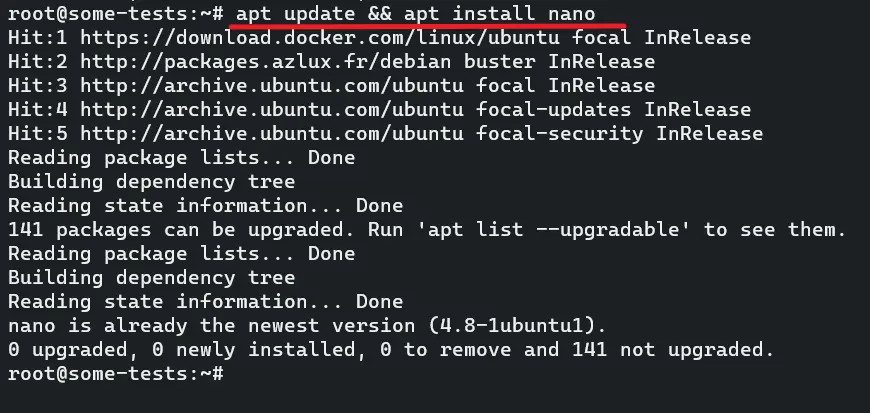 root@some-tests:~# apt update && apt install nano
Hit:1 https://download.docker.com/linux/ubuntu focal InRelease
Hit:2 http://packages.azlux.fr/debian buster InRelease
Hit:3 http://archive.ubuntu.com/ubuntu focal InRelease
Hit:4 http://archive.ubuntu.com/ubuntu focal-updates InRelease
Hit:5 http://archive.ubuntu.com/ubuntu focal-security InRelease
Reading package lists... Done
Building dependency tree
Reading state information... Done
141 packages can be upgraded. Run 'apt list --upgradable' to see them.
Reading package lists... Done
Building dependency tree
Reading state information... Done
nano is already the newest version (4.8-1ubuntu1).
0 upgraded, 0 newly installed, 0 to remove and 141 not upgraded.
root@some-tests:~#